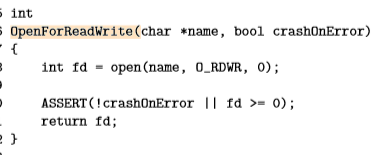 int
OpenForReadWrite(char *name, bool crashOnError)
{
int fd = open(name, O_RDWR, 0);
ASSERT(!crashOnError || fd >= 0);
return fd;
}